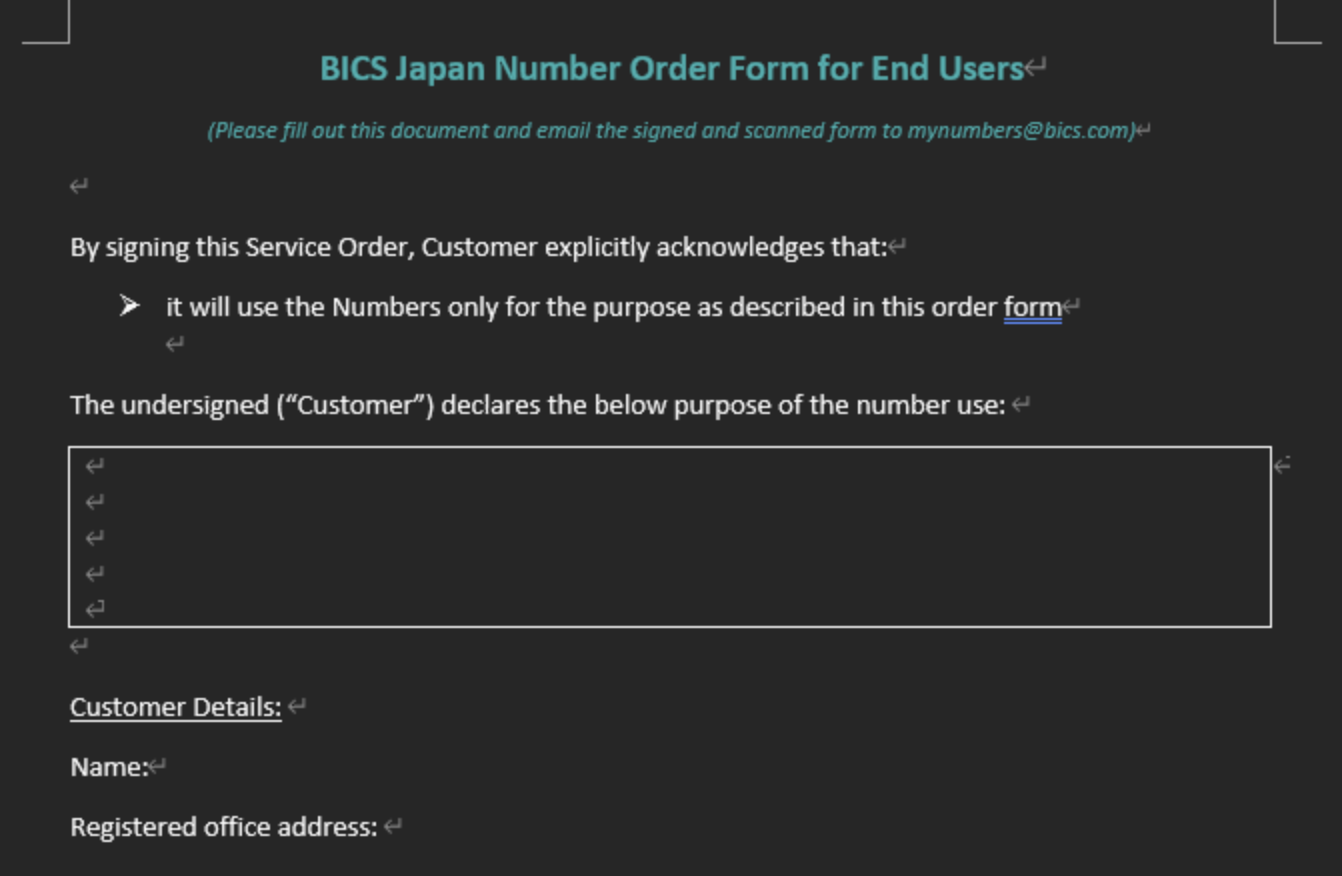 BICS Japan Number Order Form for End Users
(Please fill out this document and email the signed and scanned form to mynumbers@bics.com)
By signing this Service Order, Customer explicitly acknowledges that:
➢ it will use the Numbers only for the purpose as described in this order form
The undersigned (“Customer”) declares the below purpose of the number use:
Customer Details:
Name:
Registered office address: